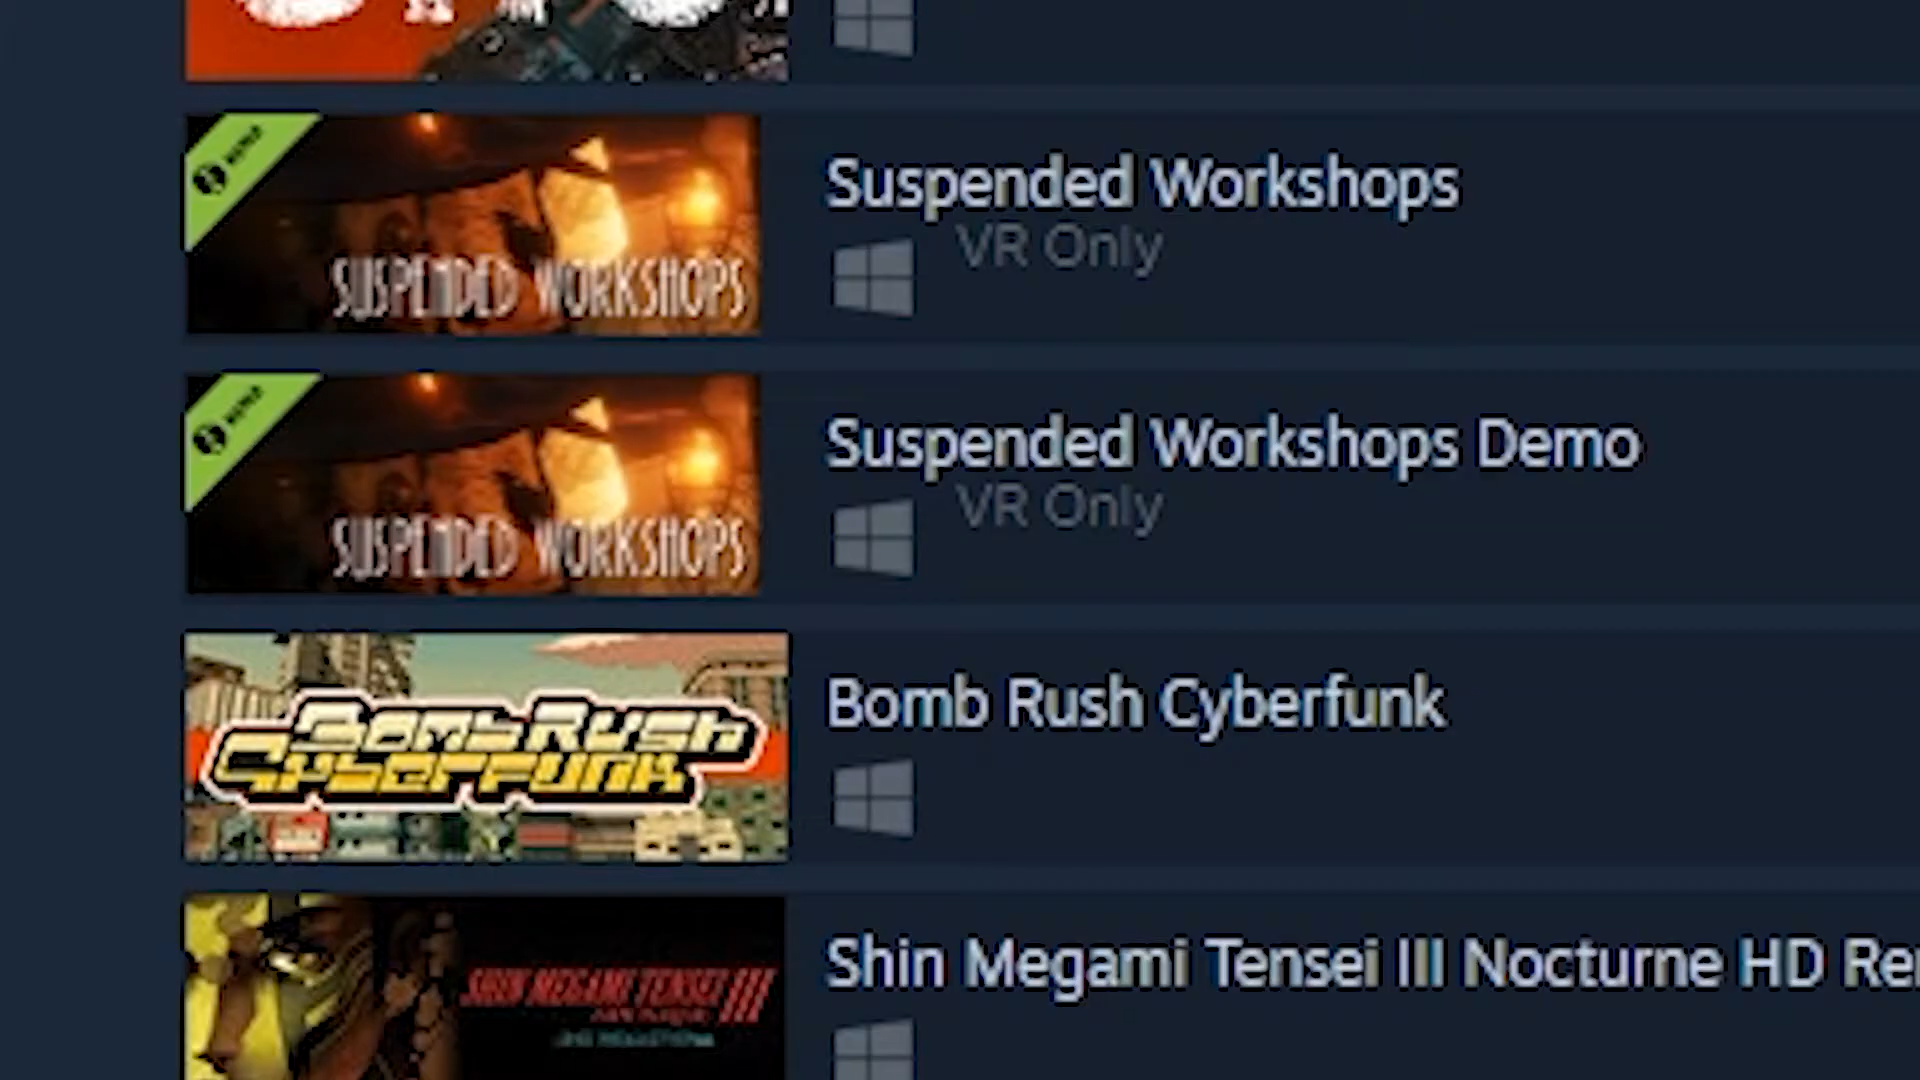 Suspended Workshops
VR Only
SUSPENDED WORKSHOPS
Suspended Workshops Demo
VR Only
SUSPENDED WORKSHOPS
Bomb Rush Cyberfunk
BOMB RUSH
CYBERFUNK
Shin Megami Tensei III Nocturne HD
SHIN MEGAMI TENSEI III